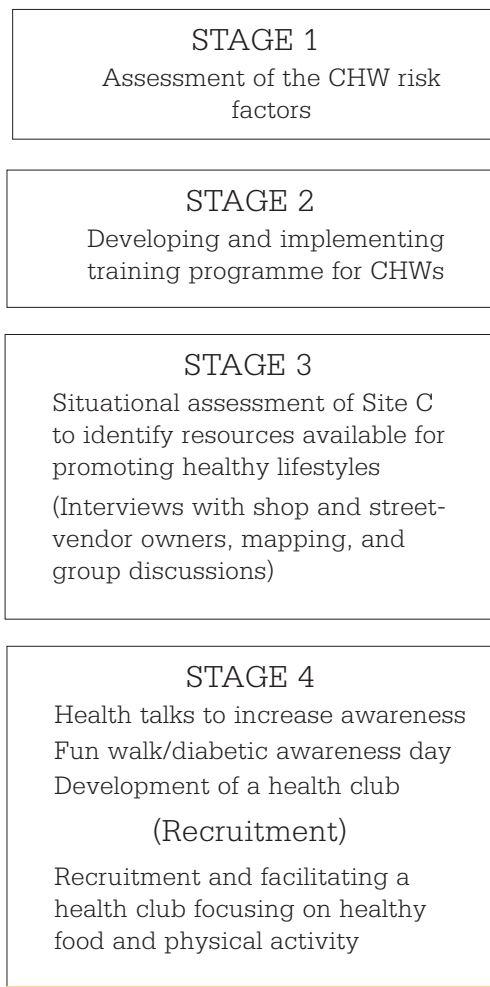 STAGE 1
Assessment of the CHW risk
factors
STAGE 2
Developing and implementing
training programme for CHWs
STAGE 3
Situational assessment of Site C
to identify resources available for
promoting healthy lifestyles
(Interviews with shop and street-
vendor owners, mapping, and
group discussions)
STAGE 4
Health talks to increase awareness
Fun walk/diabetic awareness day
Development of a health club
(Recruitment)
Recruitment and facilitating a
health club focusing on healthy
food and physical activity